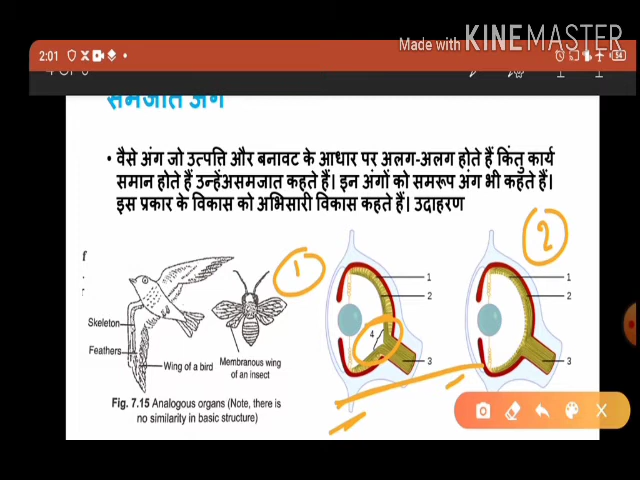 Made with KINEMASTER
2:01
54
समजात अंग
• वैसे अंग जो उत्पत्ति और बनावट के आधार पर अलग-अलग होते हैं किंतु कार्य
समान होते हैं उन्हेंअसमजात कहते हैं। इन अंगों को समरूप अंग भी कहते हैं।
इस प्रकार के विकास को अभिसारी विकास कहते हैं। उदाहरण
1
2
Skeleton
Feathers
Wing of a bird
Membranous wing
of an insect
Fig. 7.15 Analogous organs (Note, there is
no similarity in basic structure)
1
2
4
3
1
2
3